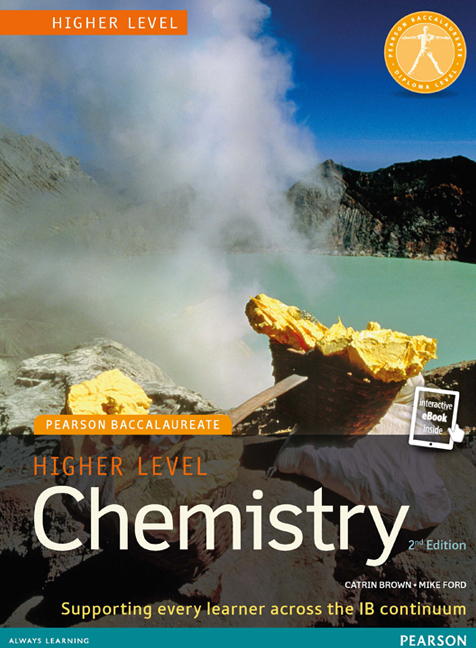 HIGHER LEVEL
PEARSON BACCALAUREATE
· DIPLOMA LEVEL ·
interactive
eBook
inside
PEARSON BACCALAUREATE
HIGHER LEVEL
Chemistry
2nd Edition
CATRIN BROWN • MIKE FORD
Supporting every learner across the IB continuum
ALWAYS LEARNING
PEARSON